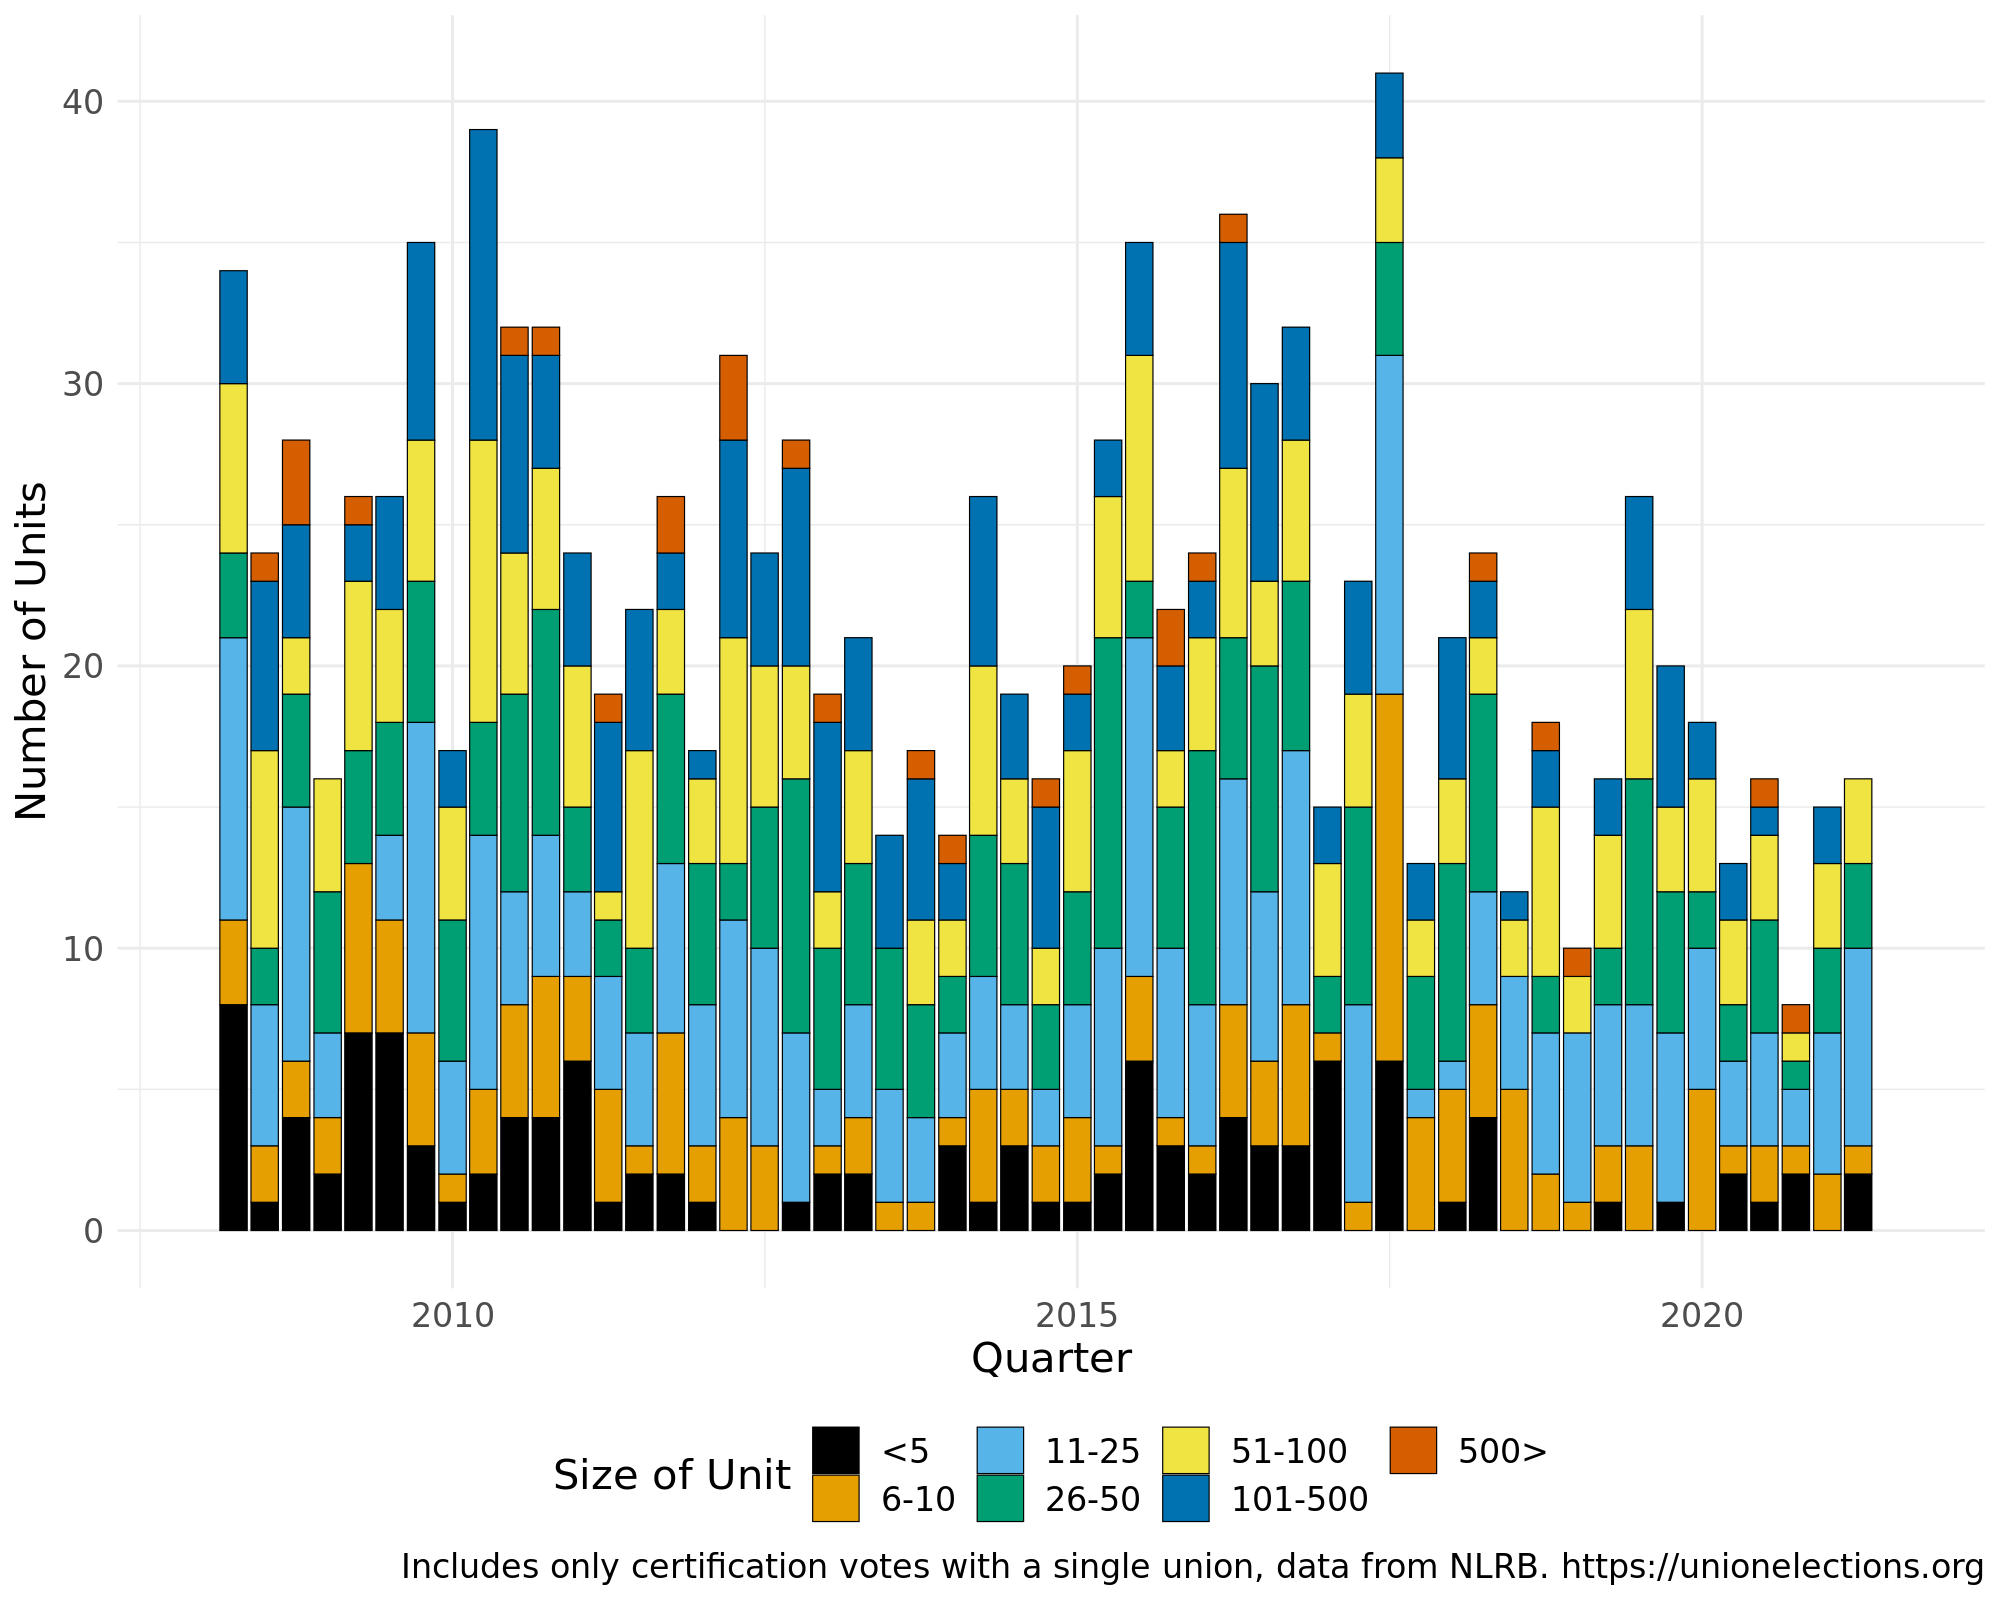 40
30
20
10
0
Number of Units
2010 2015 2020
Quarter
Size of Unit
<5 11-25 51-100 500>
6-10 26-50 101-500
Includes only certification votes with a single union, data from NLRB. https://unionelections.org